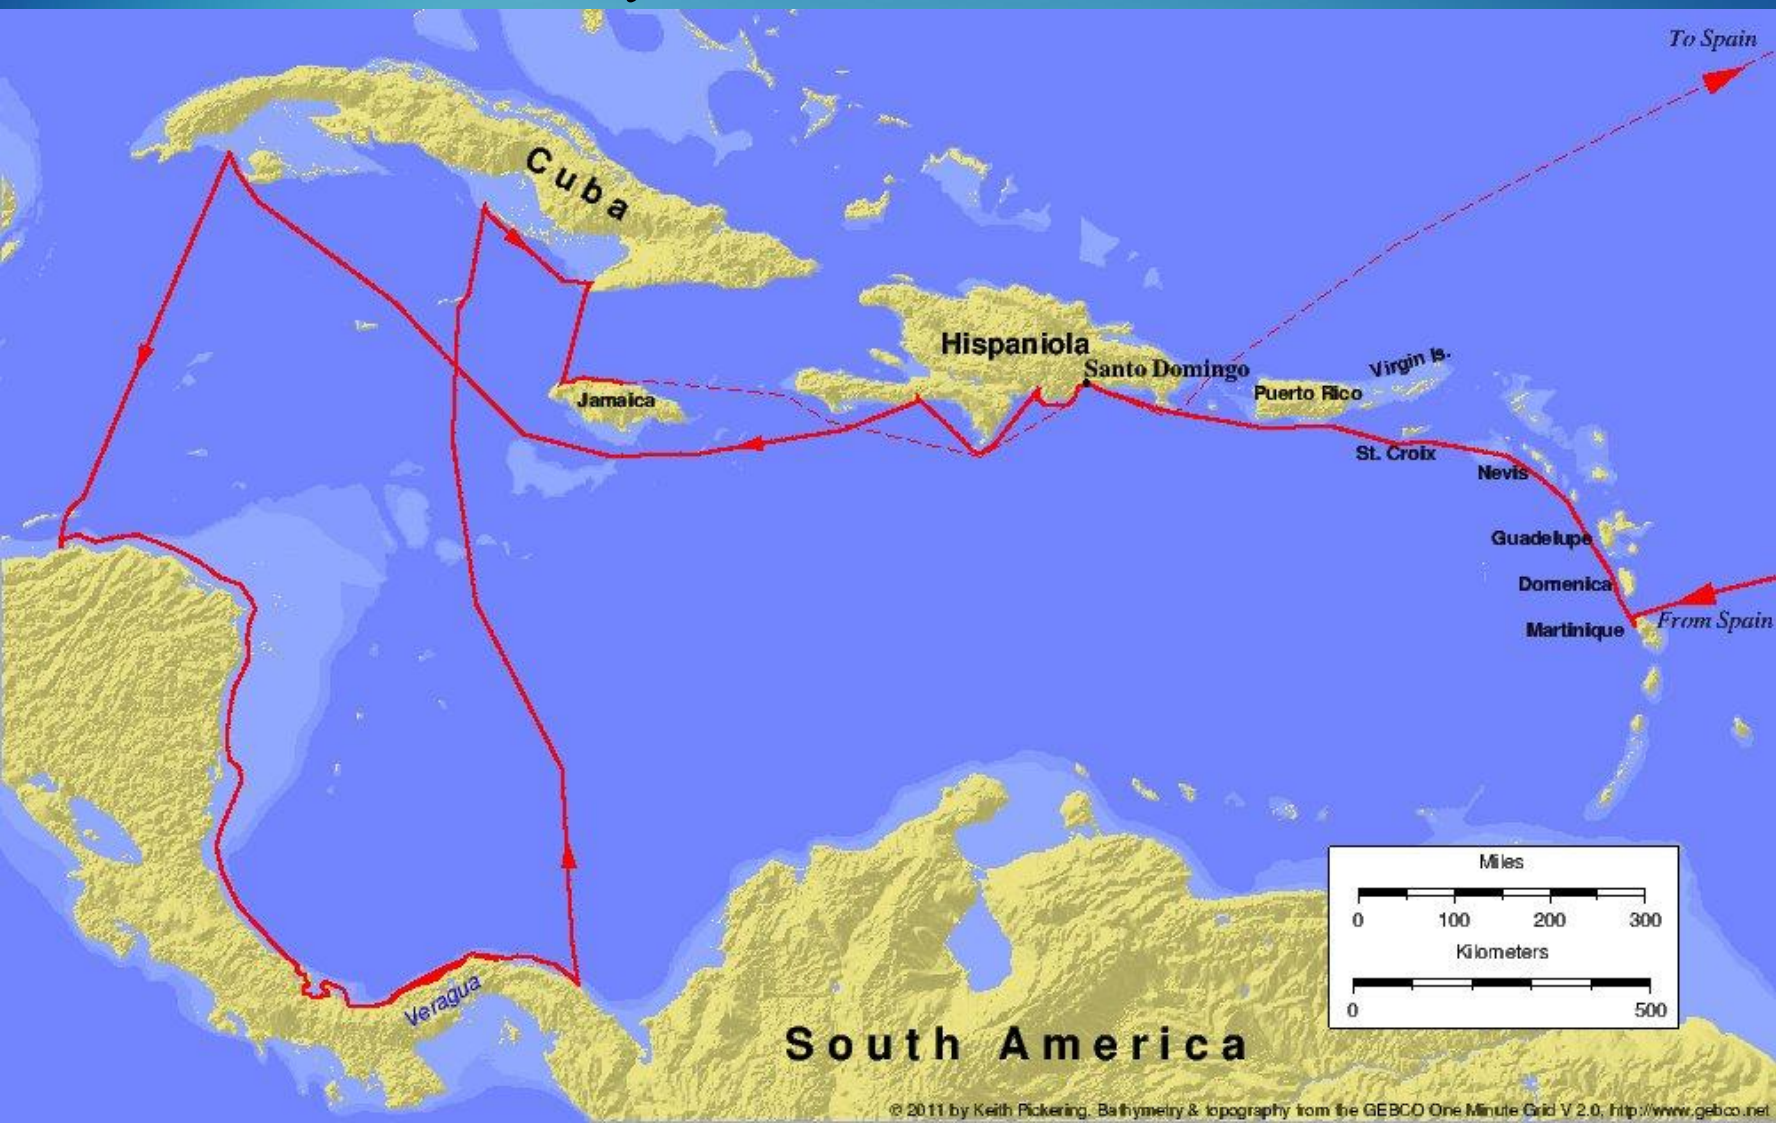 To Spain
Cuba
Hispaniola
Santo Domingo
Virgin Is.
Puerto Rico
Jamaica
St. Croix
Nevis
Guadelupe
Domenica
From Spain
Martinique
Miles
0 100 200 300
Kilometers
0 500
Veragua
South America
© 2011 by Keith Pickering. Bathymetry & topography from the GEBCO One Minute Grid V 2.0, http://www.gebco.net